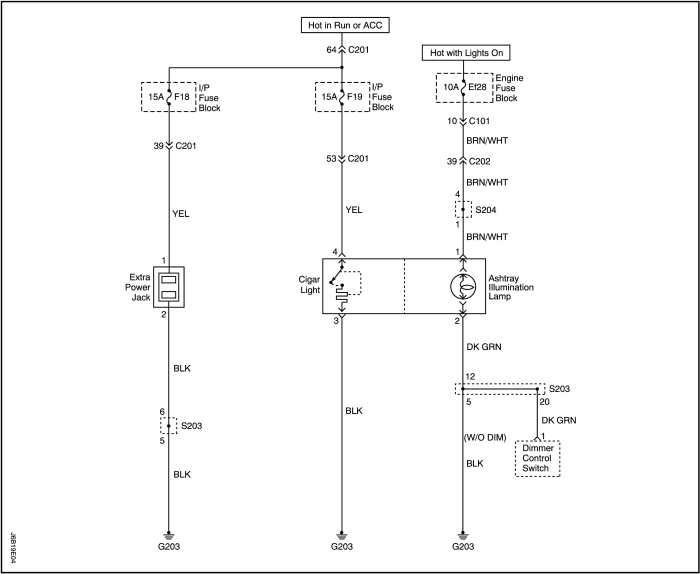 Hot in Run or ACC
64 C201
Hot with Lights On
15A F18
I/P
Fuse
Block
15A F19
I/P
Fuse
Block
10A Ef28
Engine
Fuse
Block
10 C101
BRN/WHT
39 C201
53 C201
39 C202
BRN/WHT
4
S204
1
YEL
YEL
BRN/WHT
1
4
1
Extra
Power
Jack
Cigar
Light
Ashtray
Illumination
Lamp
2
3
2
DK GRN
BLK
12
S203
5
20
6
S203
5
BLK
DK GRN
(W/O DIM)
1
Dimmer
Control
Switch
BLK
BLK
G203
G203
G203
J6B19E04